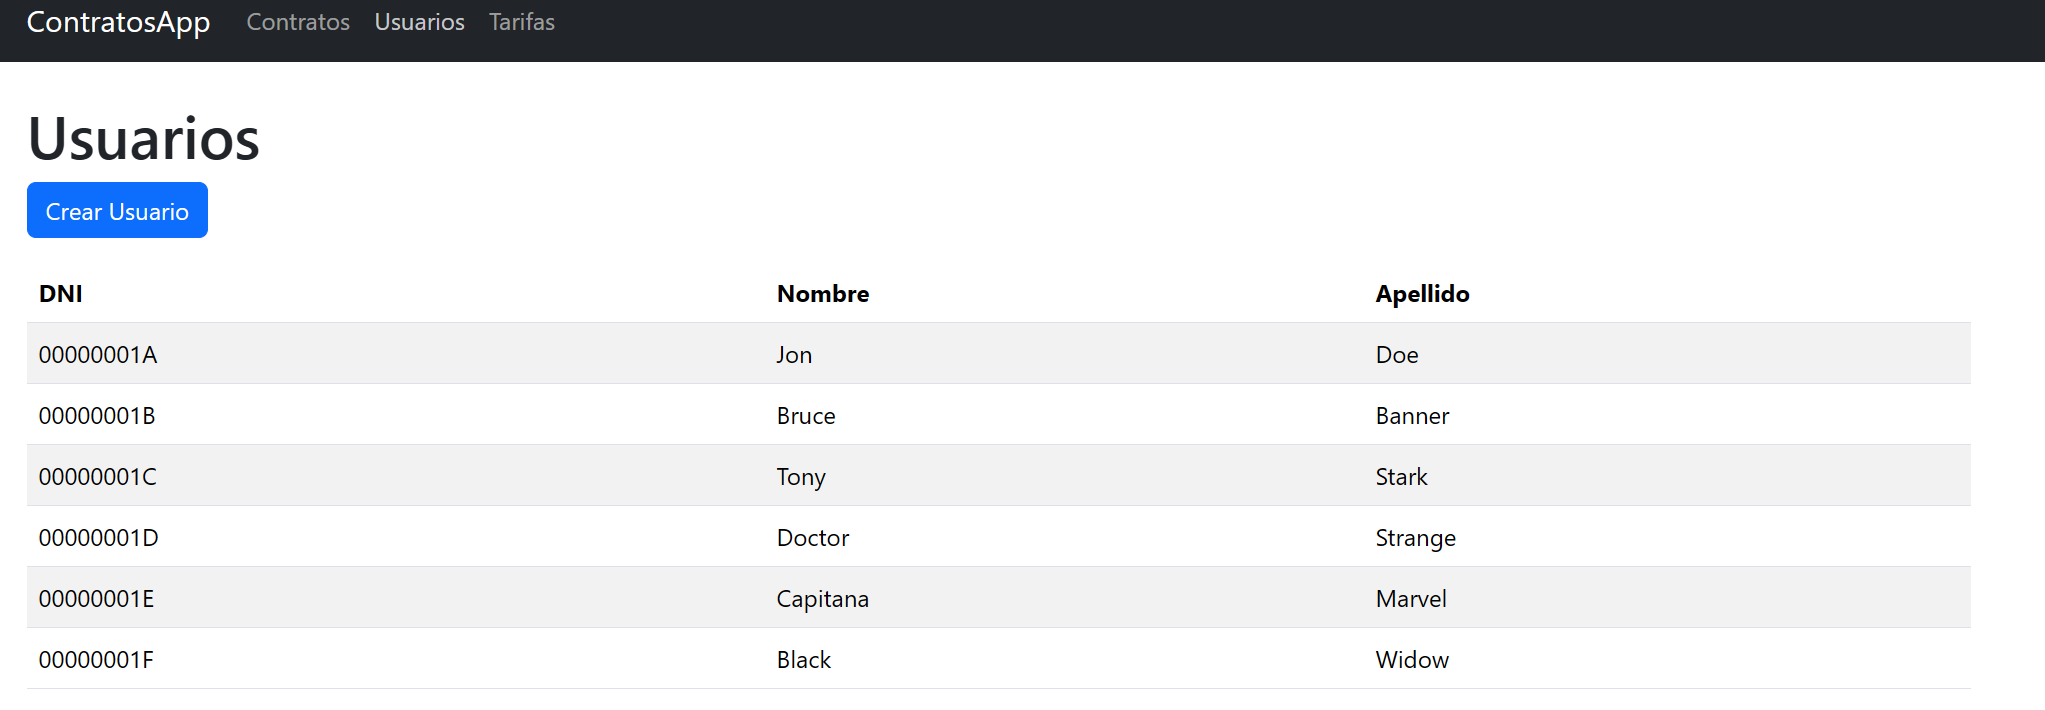 ContratosApp Contratos Usuarios Tarifas
Usuarios
Crear Usuario
DNI Nombre Apellido
00000001A Jon Doe
00000001B Bruce Banner
00000001C Tony Stark
00000001D Doctor Strange
00000001E Capitana Marvel
00000001F Black Widow